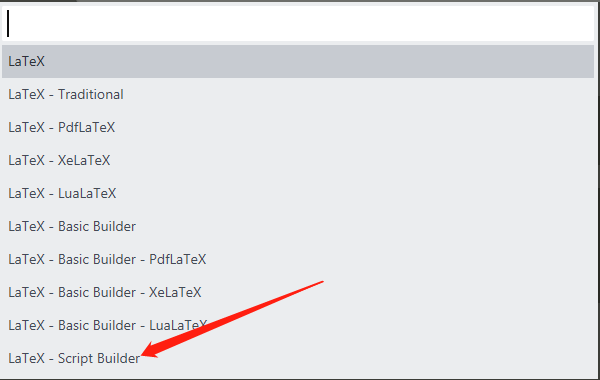 LaTeX
LaTeX - Traditional
LaTeX - PdfLaTeX
LaTeX - XeLaTeX
LaTeX - LuaLaTeX
LaTeX - Basic Builder
LaTeX - Basic Builder - PdfLaTeX
LaTeX - Basic Builder - XeLaTeX
LaTeX - Basic Builder - LuaLaTeX
LaTeX - Script Builder